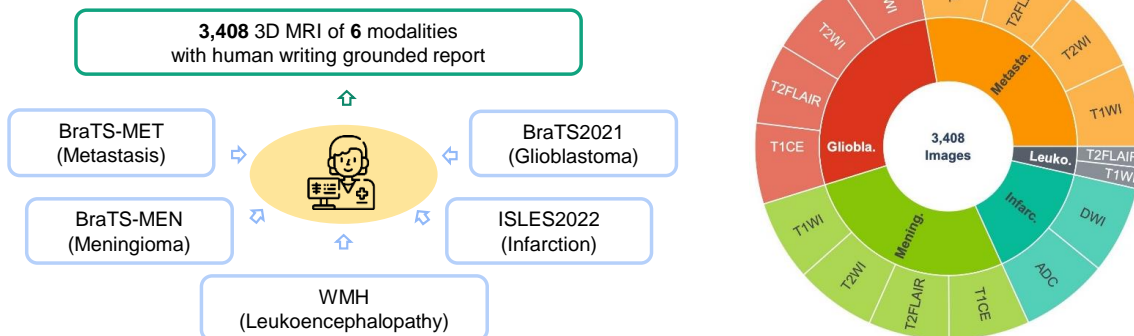 3,408 3D MRI of 6 modalities
with human writing grounded report
BraTS-MET
(Metastasis)
BraTS2021
(Glioblastoma)
BraTS-MEN
(Meningioma)
ISLES2022
(Infarction)
WMH
(Leukoencephalopathy)
T2WI
T2FLAIR
T1CE
Gliobla.
T2FLAIR
T2WI
T1WI
Metasta.
3,408
Images
Leuko.
T2FLAIR
Infarc.
DWI
ADC
Mening.
T1WI
T2WI
T2FLAIR
T1CE